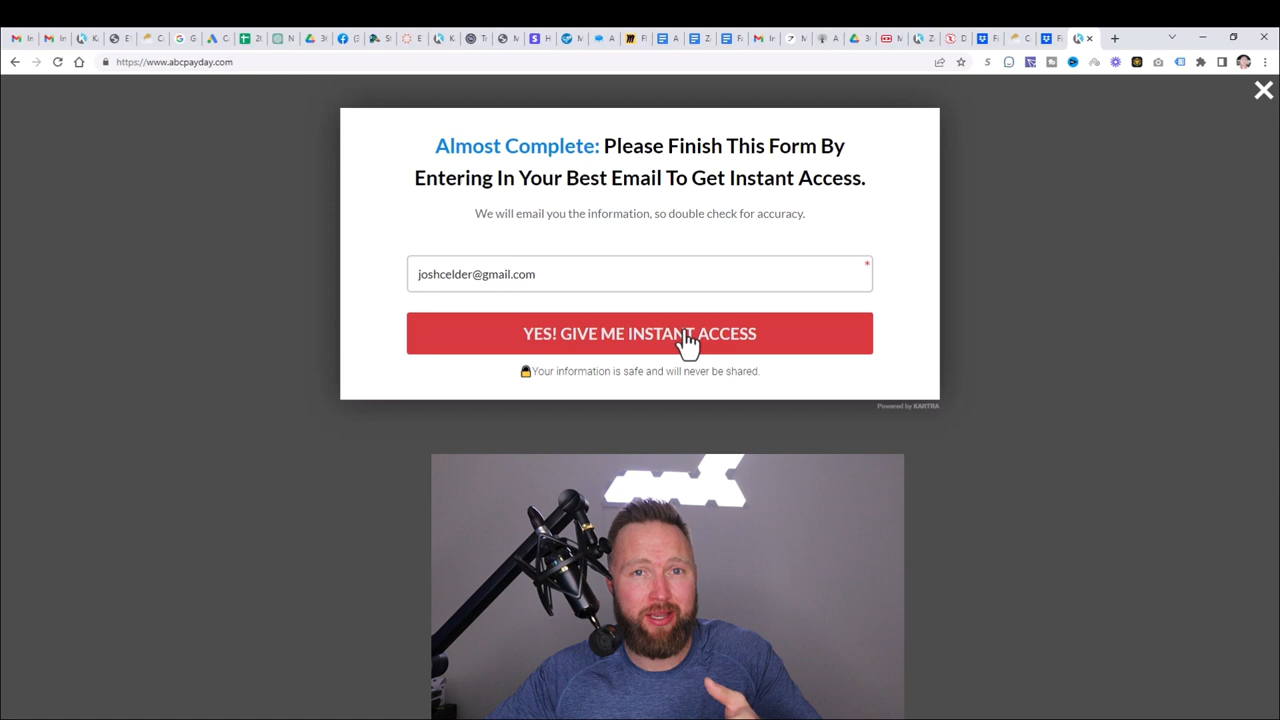 https://www.abcpayday.com
Almost Complete: Please Finish This Form By
Entering In Your Best Email To Get Instant Access.
We will email you the information, so double check for accuracy.
joshcelder@gmail.com
*
YES! GIVE ME INSTANT ACCESS
Your information is safe and will never be shared.
Powered by KARTRA